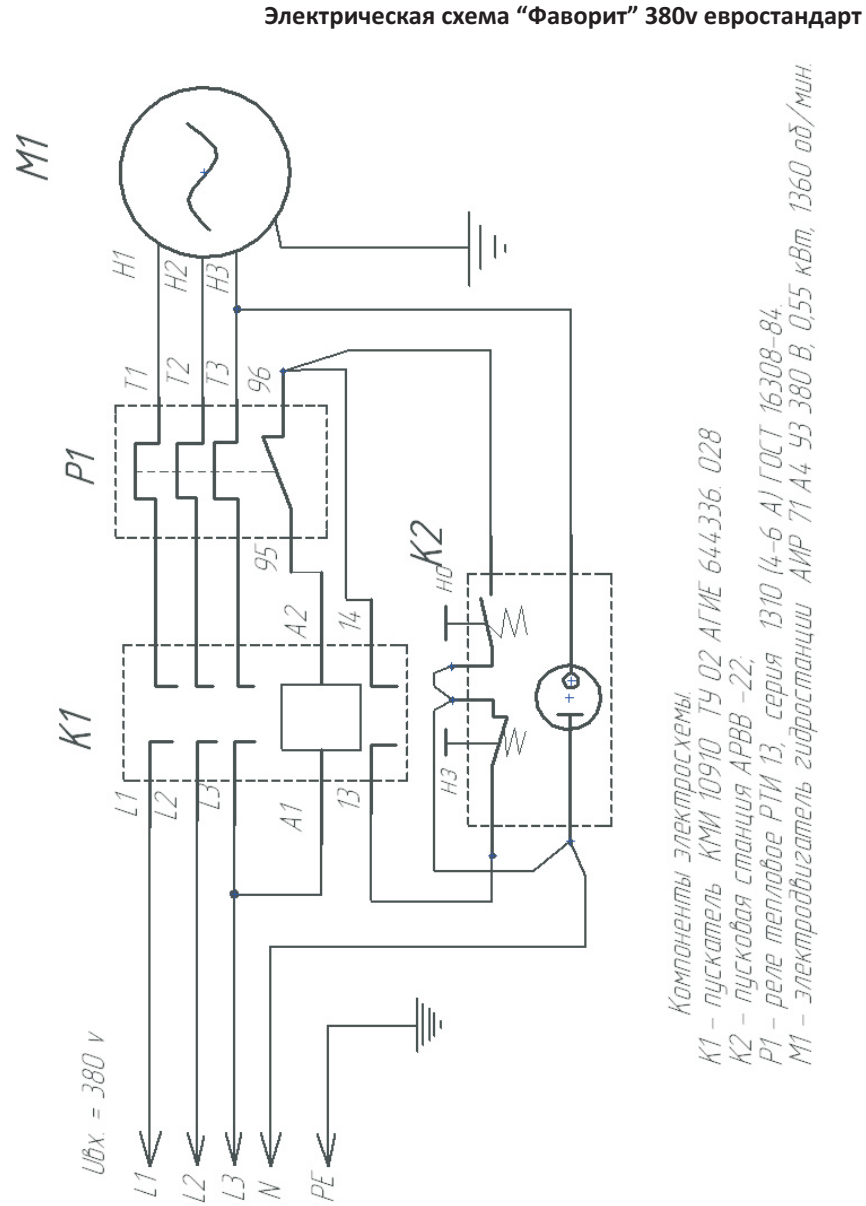 Электрическая схема “Фаворит” 380v евростандарт
Uвх. = 380 v
L1
L2
L3
N
PE
K1
L1
L2
L3
A1
13
A2
14
P1
95
T1
T2
T3
96
K2
НЗ
НО
H1
H2
H3
M1
Компоненты электросхемы.
K1 - пускатель КМИ 10910 ТУ 02 АГИЕ 644336. 028
K2 - пусковая станция АРВВ -22;
P1 - реле тепловое РТИ 13, серия 1310 (4-6 А) ГОСТ 16308-84.
M1 - электродвигатель гидростанции АИР 71 А4 У3 380 В, 0,55 кВт, 1360 об/мин.